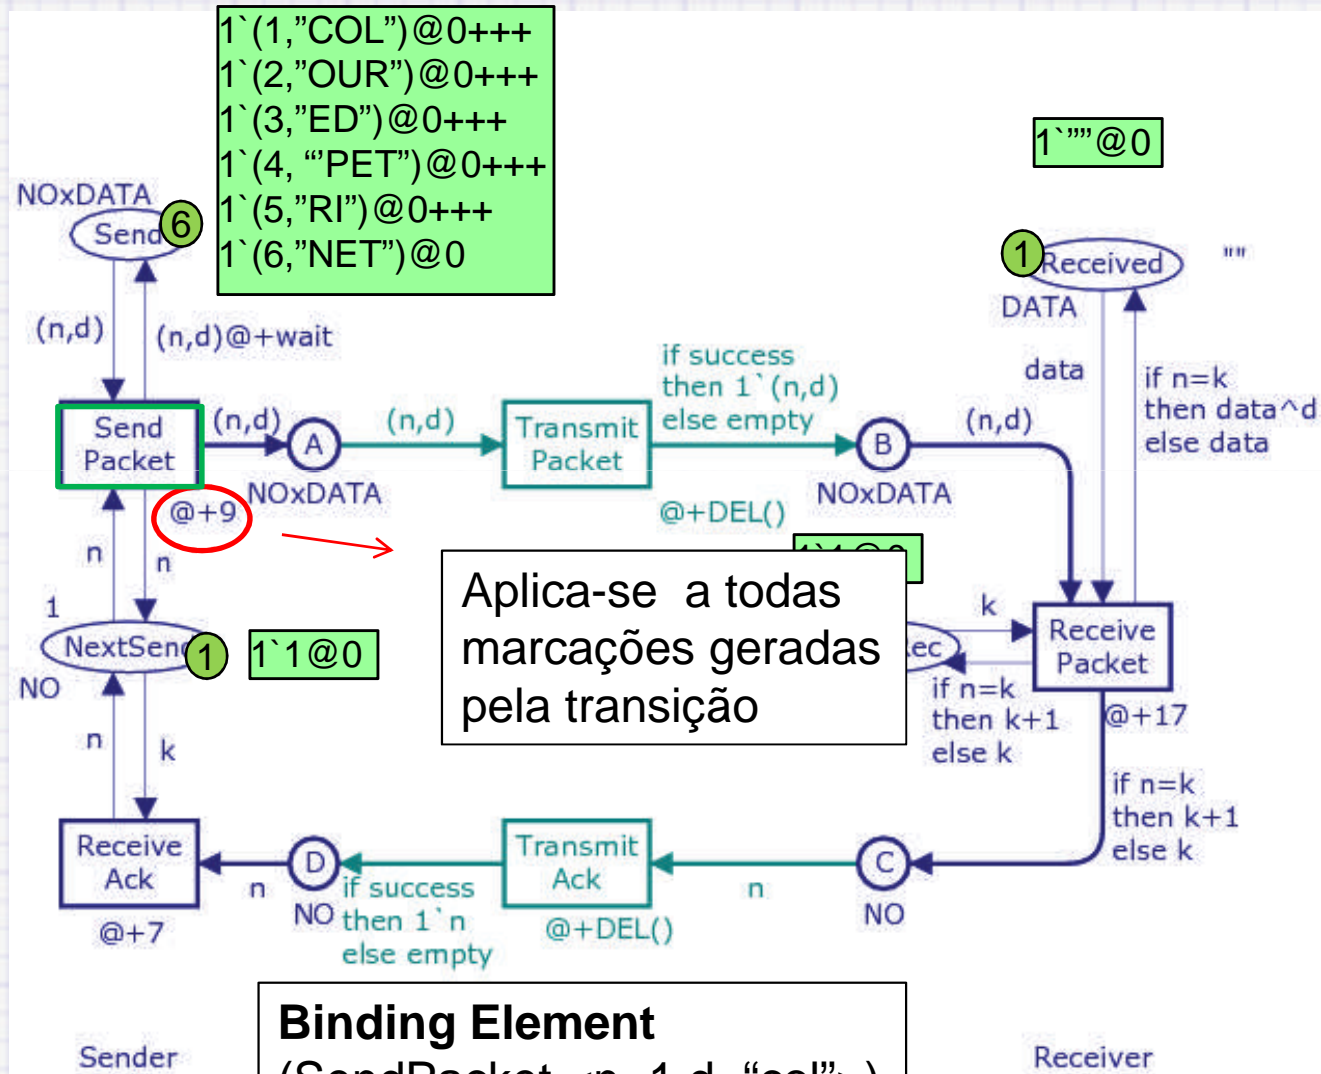 1`(1,”COL”)@0+++
1`(2,”OUR”)@0+++
1`(3,”ED”)@0+++
1`(4, “’PET”)@0+++
1`(5,”RI”)@0+++
1`(6,”NET”)@0
1`””@0
NOxDATA
Send
6
1
Received
""
DATA
(n,d)
(n,d)@+wait
if success
then 1`(n,d)
else empty
data
if n=k
then data^d
else data
Send
Packet
(n,d)
A
(n,d)
Transmit
Packet
B
(n,d)
@+9
NOxDATA
@+DEL()
NOxDATA
n
n
Aplica-se a todas
marcações geradas
pela transição
1
NextSend
1
1`1@0
NO
k
Rec
Receive
Packet
if n=k
then k+1
else k
@+17
n
k
if n=k
then k+1
else k
Receive
Ack
n
D
Transmit
Ack
n
C
@+7
NO
if success
then 1`n
else empty
@+DEL()
NO
Binding Element
Sender
Receiver